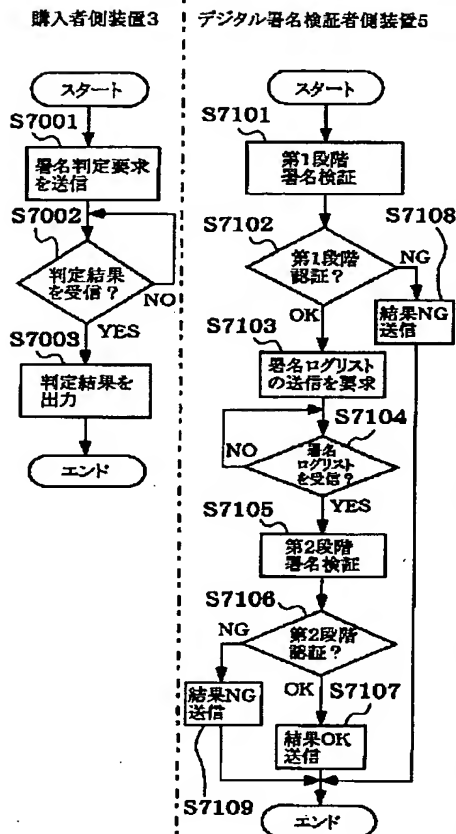 購入者側装置3
スタート
S7001
署名判定要求
を送信
S7002
判定結果
を受信？
NO
YES
S7003
判定結果を
出力
エンド
デジタル署名検証者側装置5
スタート
S7101
第1段階
署名検証
S7102
第1段階
認証？
NG
S7108
結果NG
送信
OK
S7103
署名ログリスト
の送信を要求
S7104
NO
署名
ログリスト
を受信？
YES
S7105
第2段階
署名検証
S7106
NG
第2段階
認証？
結果NG
送信
OK
S7107
結果OK
送信
S7109
エンド